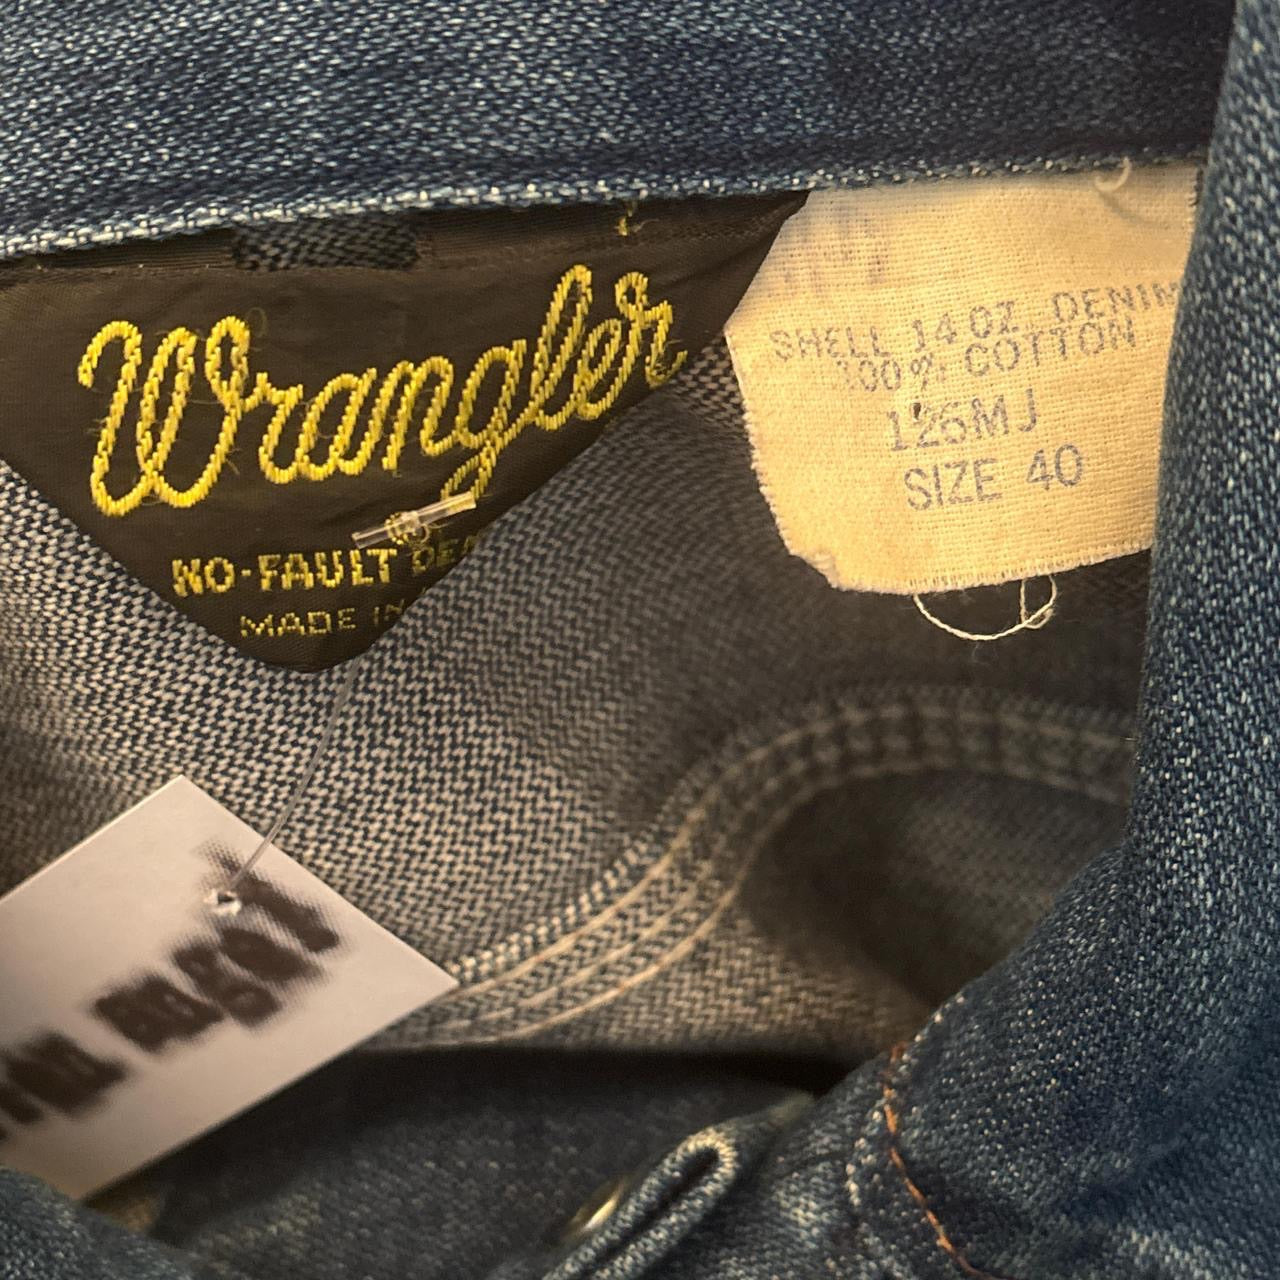 Wrangler
NO-FAULT DE
MADE IN
SHELL 14 OZ. DENIM
100% COTTON
126MJ
SIZE 40